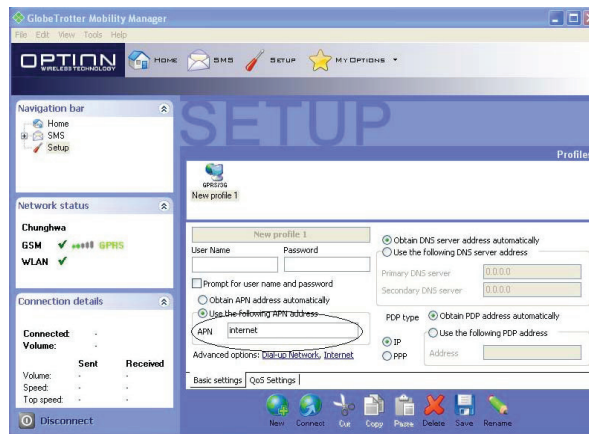 GlobeTrotter Mobility Manager
File Edit View Tools Help
OPTION
WIRELESS TECHNOLOGY
HOME
SMS
SETUP
MY OPTIONS
Navigation bar
Home
SMS
Setup
SETUP
Profiles
GPRS/3G
New profile 1
Network status
Chunghwa
GSM GPRS
WLAN
New profile 1
User Name Password
Prompt for user name and password
Obtain APN address automatically
Use the following APN address
APN internet
Advanced options: Dial-up Network, Internet
Basic settings QoS Settings
Obtain DNS server address automatically
Use the following DNS server address
Primary DNS server 0.0.0.0
Secondary DNS server 0.0.0.0
PDP type Obtain PDP address automatically
Use the following PDP address
IP
PPP Address
Connection details
Connected: -
Volume: -
Sent Received
Volume: - -
Speed: - -
Top speed: - -
Disconnect
New Connect Cut Copy Paste Delete Save Rename